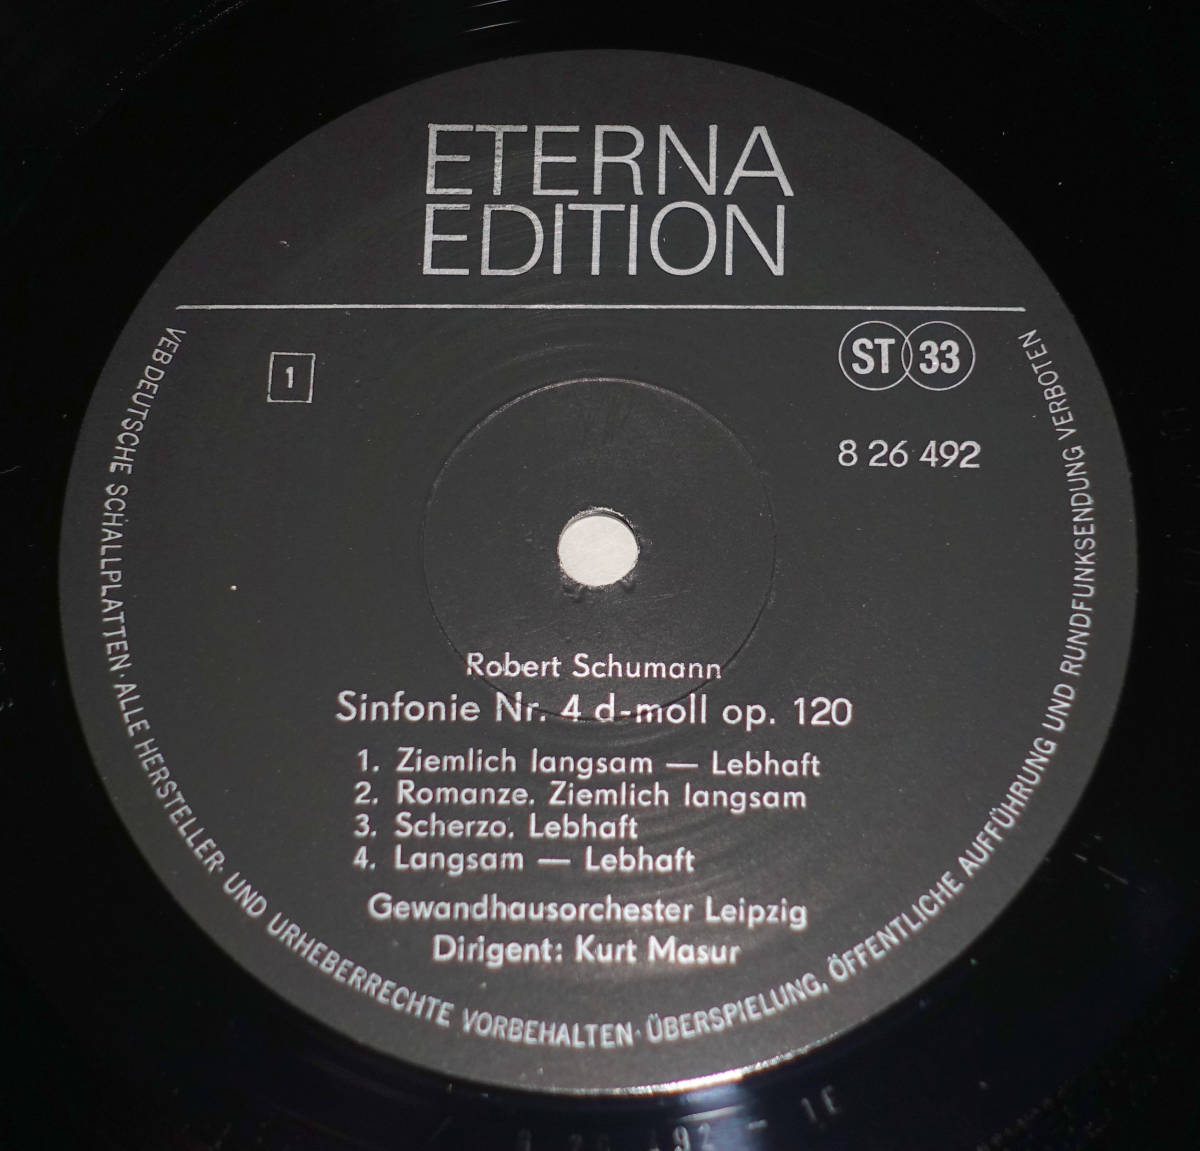 ETERNA
EDITION
1
ST 33
8 26 492
Robert Schumann
Sinfonie Nr. 4 d-moll op. 120
1. Ziemlich langsam — Lebhaft
2. Romanze. Ziemlich langsam
3. Scherzo. Lebhaft
4. Langsam — Lebhaft
Gewandhausorchester Leipzig
Dirigent: Kurt Masur
VEB DEUTSCHE SCHALLPLATTEN · ALLE HERSTELLER- UND URHEBERRECHTE VORBEHALTEN · ÜBERSPIELUNG, ÖFFENTLICHE AUFFÜHRUNG UND RUNDFUNKSENDUNG VERBOTEN